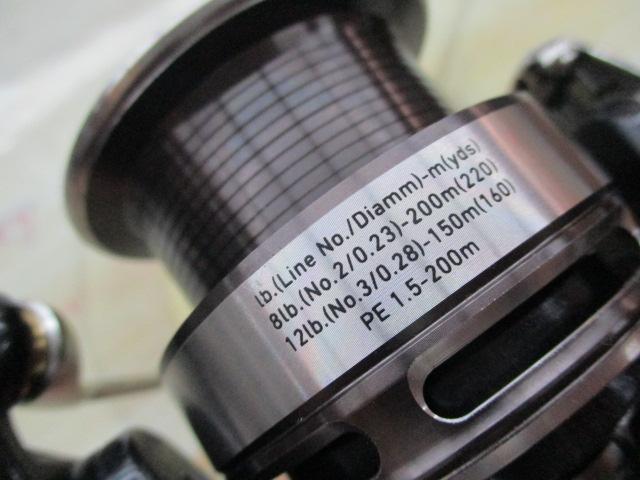 lb.(Line No./Diamm)-m(yds)
8lb.(No.2/0.23)-200m(220)
12lb.(No.3/0.28)-150m(160)
PE 1.5-200m